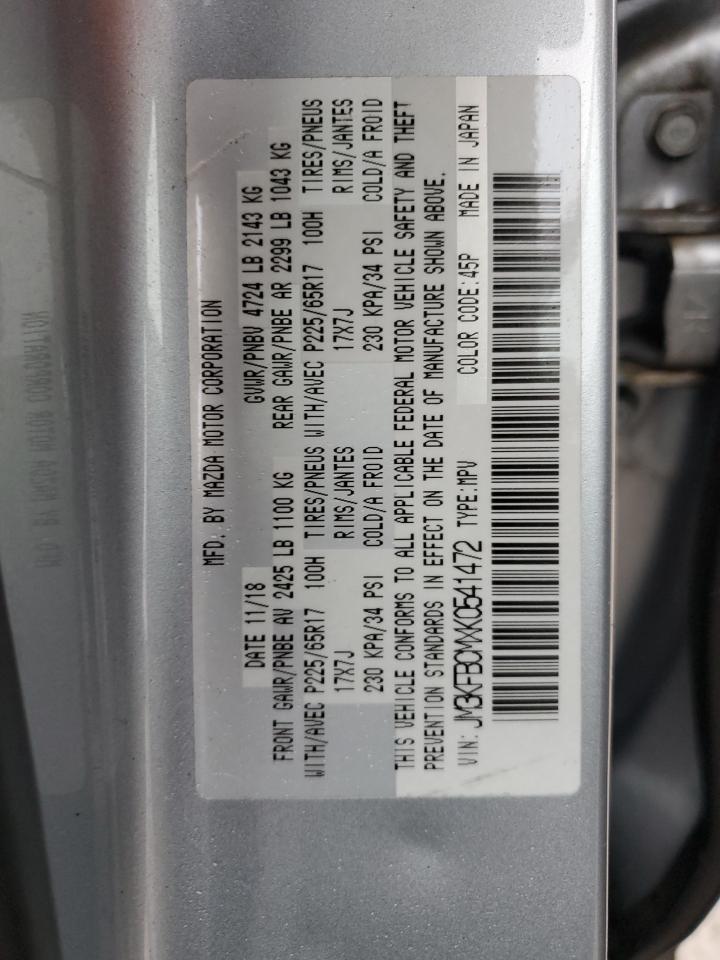 MFD. BY MAZDA MOTOR CORPORATION
DATE 11/18 GVWR/PNBV 4724 LB 2143 KG
FRONT GAWR/PNBE AV 2425 LB 1100 KG REAR GAWR/PNBE AR 2299 LB 1043 KG
WITH/AVEC P225/65R17 100H TIRES/PNEUS WITH/AVEC P225/65R17 100H TIRES/PNEUS
17X7J RIMS/JANTES 17X7J RIMS/JANTES
230 KPA/34 PSI COLD/A FROID 230 KPA/34 PSI COLD/A FROID
THIS VEHICLE CONFORMS TO ALL APPLICABLE FEDERAL MOTOR VEHICLE SAFETY AND THEFT
PREVENTION STANDARDS IN EFFECT ON THE DATE OF MANUFACTURE SHOWN ABOVE.
VIN: JM3KFBCMXK0541472 TYPE:MPV COLOR CODE:45P MADE IN JAPAN